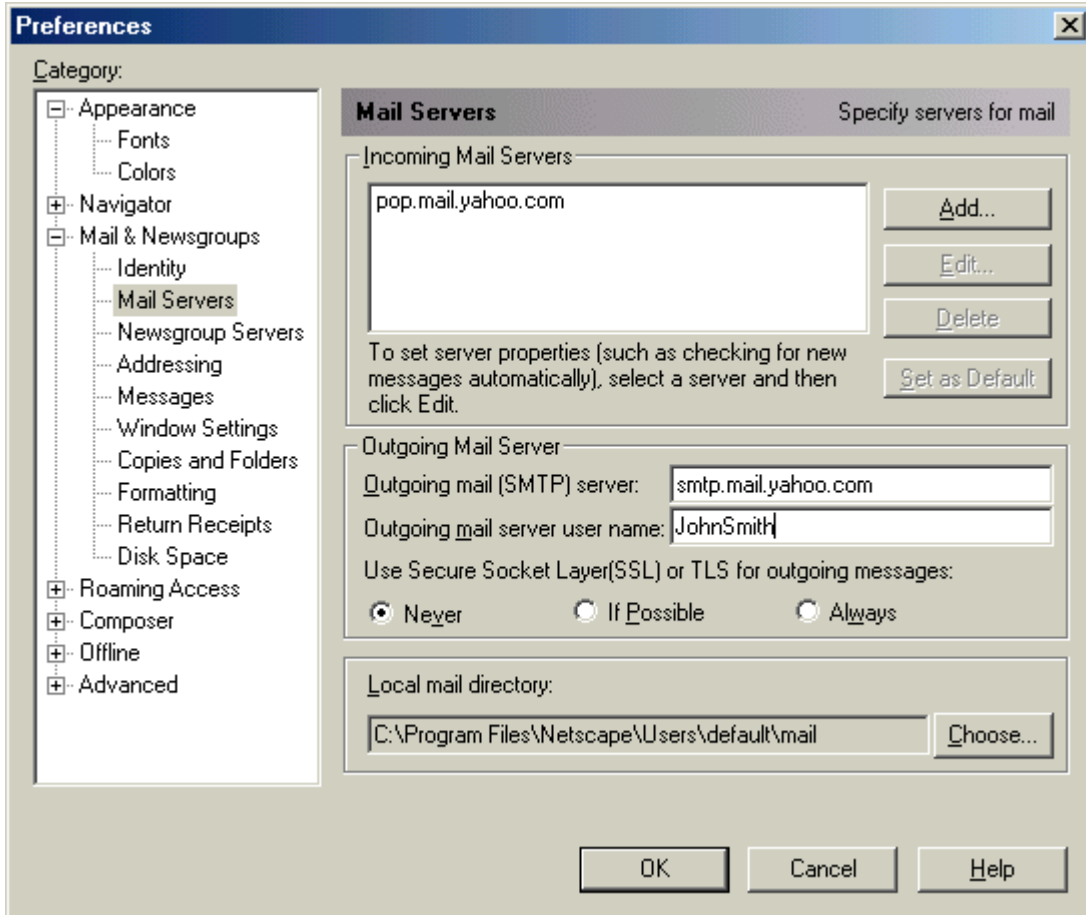 Preferences
Category:
Appearance
Fonts
Colors
Navigator
Mail & Newsgroups
Identity
Mail Servers
Newsgroup Servers
Addressing
Messages
Window Settings
Copies and Folders
Formatting
Return Receipts
Disk Space
Roaming Access
Composer
Offline
Advanced
Mail Servers Specify servers for mail
Incoming Mail Servers
pop.mail.yahoo.com
Add...
Edit...
Delete
Set as Default
To set server properties (such as checking for new
messages automatically), select a server and then
click Edit.
Outgoing Mail Server
Outgoing mail (SMTP) server: smtp.mail.yahoo.com
Outgoing mail server user name: JohnSmith
Use Secure Socket Layer(SSL) or TLS for outgoing messages:
Never If Possible Always
Local mail directory:
C:\Program Files\Netscape\Users\default\mail Choose...
OK Cancel Help